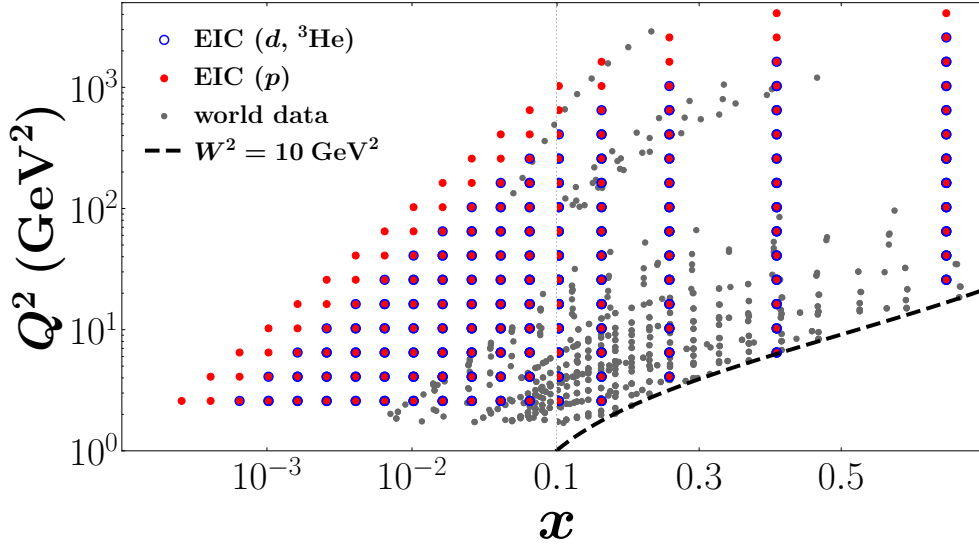 EIC (d, ³He)
EIC (p)
world data
W² = 10 GeV²
Q² (GeV²)
10³
10²
10¹
10⁰
10⁻³ 10⁻² 0.1 0.3 0.5
x